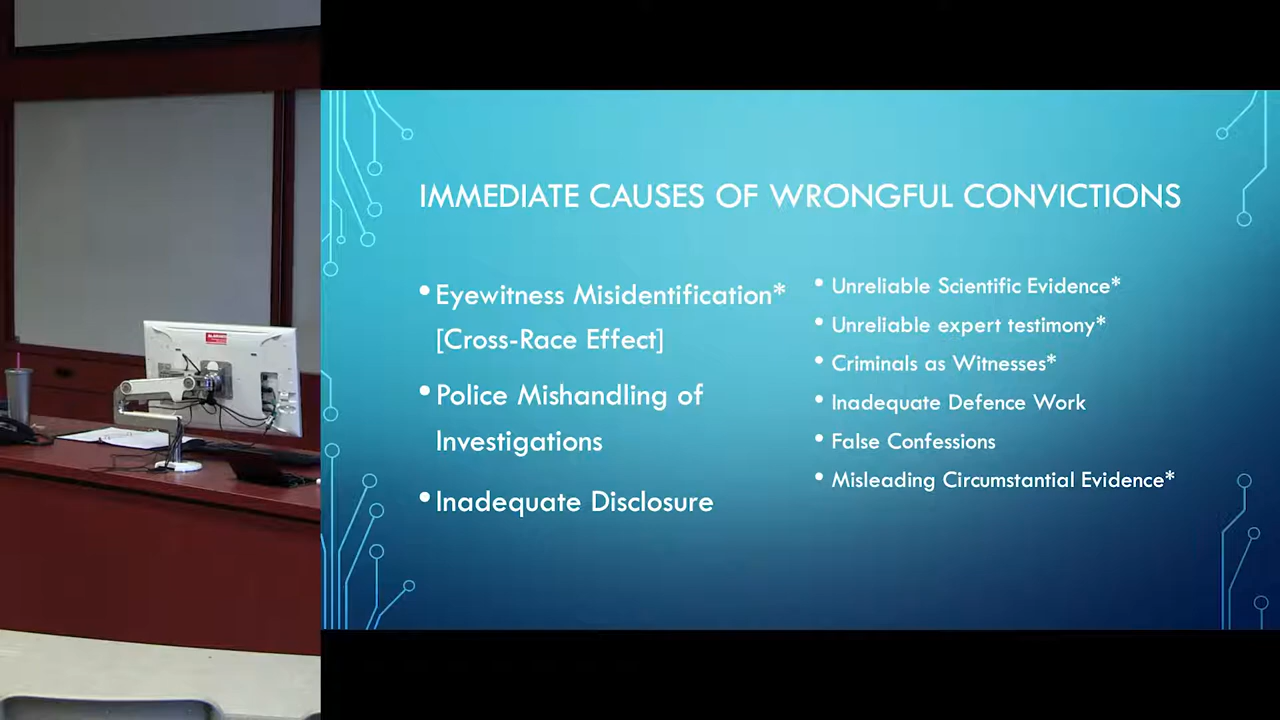 IMMEDIATE CAUSES OF WRONGFUL CONVICTIONS
• Eyewitness Misidentification*
[Cross-Race Effect]
• Police Mishandling of
Investigations
• Inadequate Disclosure
• Unreliable Scientific Evidence*
• Unreliable expert testimony*
• Criminals as Witnesses*
• Inadequate Defence Work
• False Confessions
• Misleading Circumstantial Evidence*